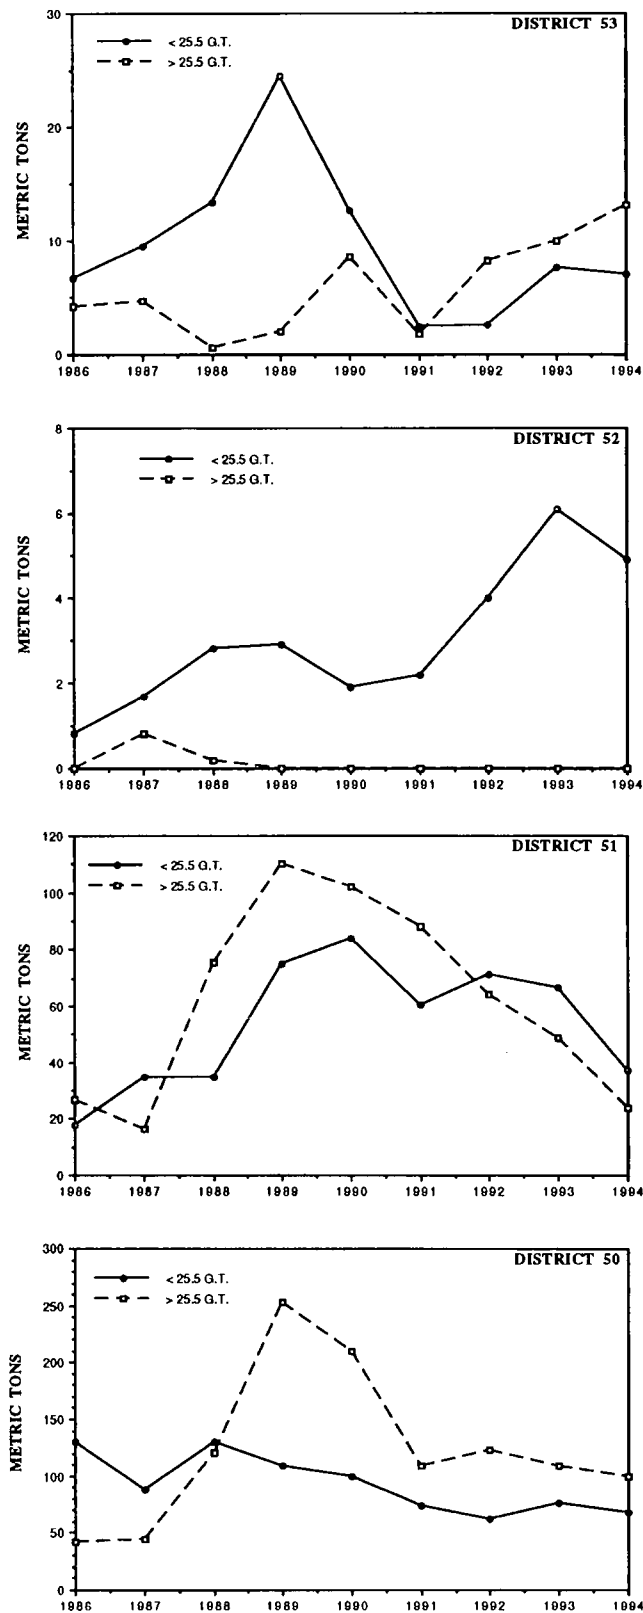 DISTRICT 53
< 25.5 G.T.
> 25.5 G.T.
METRIC TONS
30
20
10
0
1986 1987 1988 1989 1990 1991 1992 1993 1994
DISTRICT 52
< 25.5 G.T.
> 25.5 G.T.
METRIC TONS
8
6
4
2
0
1986 1987 1988 1989 1990 1991 1992 1993 1994
DISTRICT 51
< 25.5 G.T.
> 25.5 G.T.
METRIC TONS
120
100
80
60
40
20
0
1986 1987 1988 1989 1990 1991 1992 1993 1994
DISTRICT 50
< 25.5 G.T.
> 25.5 G.T.
METRIC TONS
300
250
200
150
100
50
0
1986 1987 1988 1989 1990 1991 1992 1993 1994